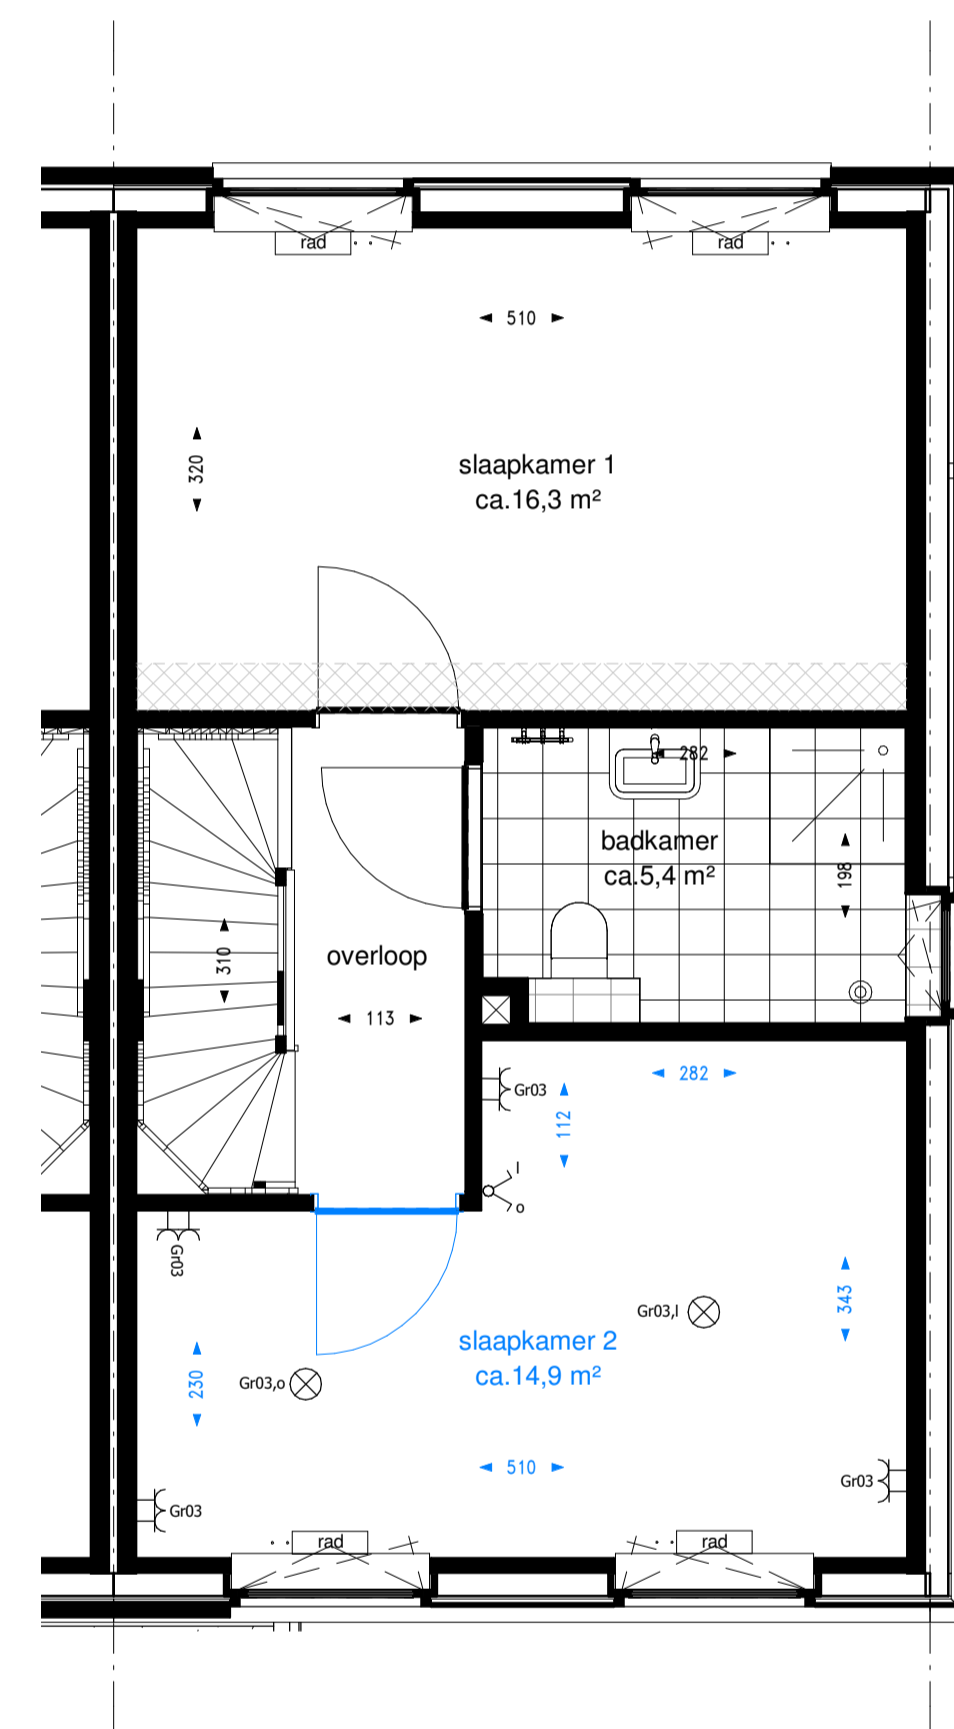 rad
rad
510
320
slaapkamer 1
ca.16,3 m²
282
badkamer
ca.5,4 m²
198
310
overloop
113
282
Gr03
112
l
o
Gr03
343
Gr03,l
slaapkamer 2
ca.14,9 m²
230
Gr03,o
510
Gr03
Gr03
rad
rad